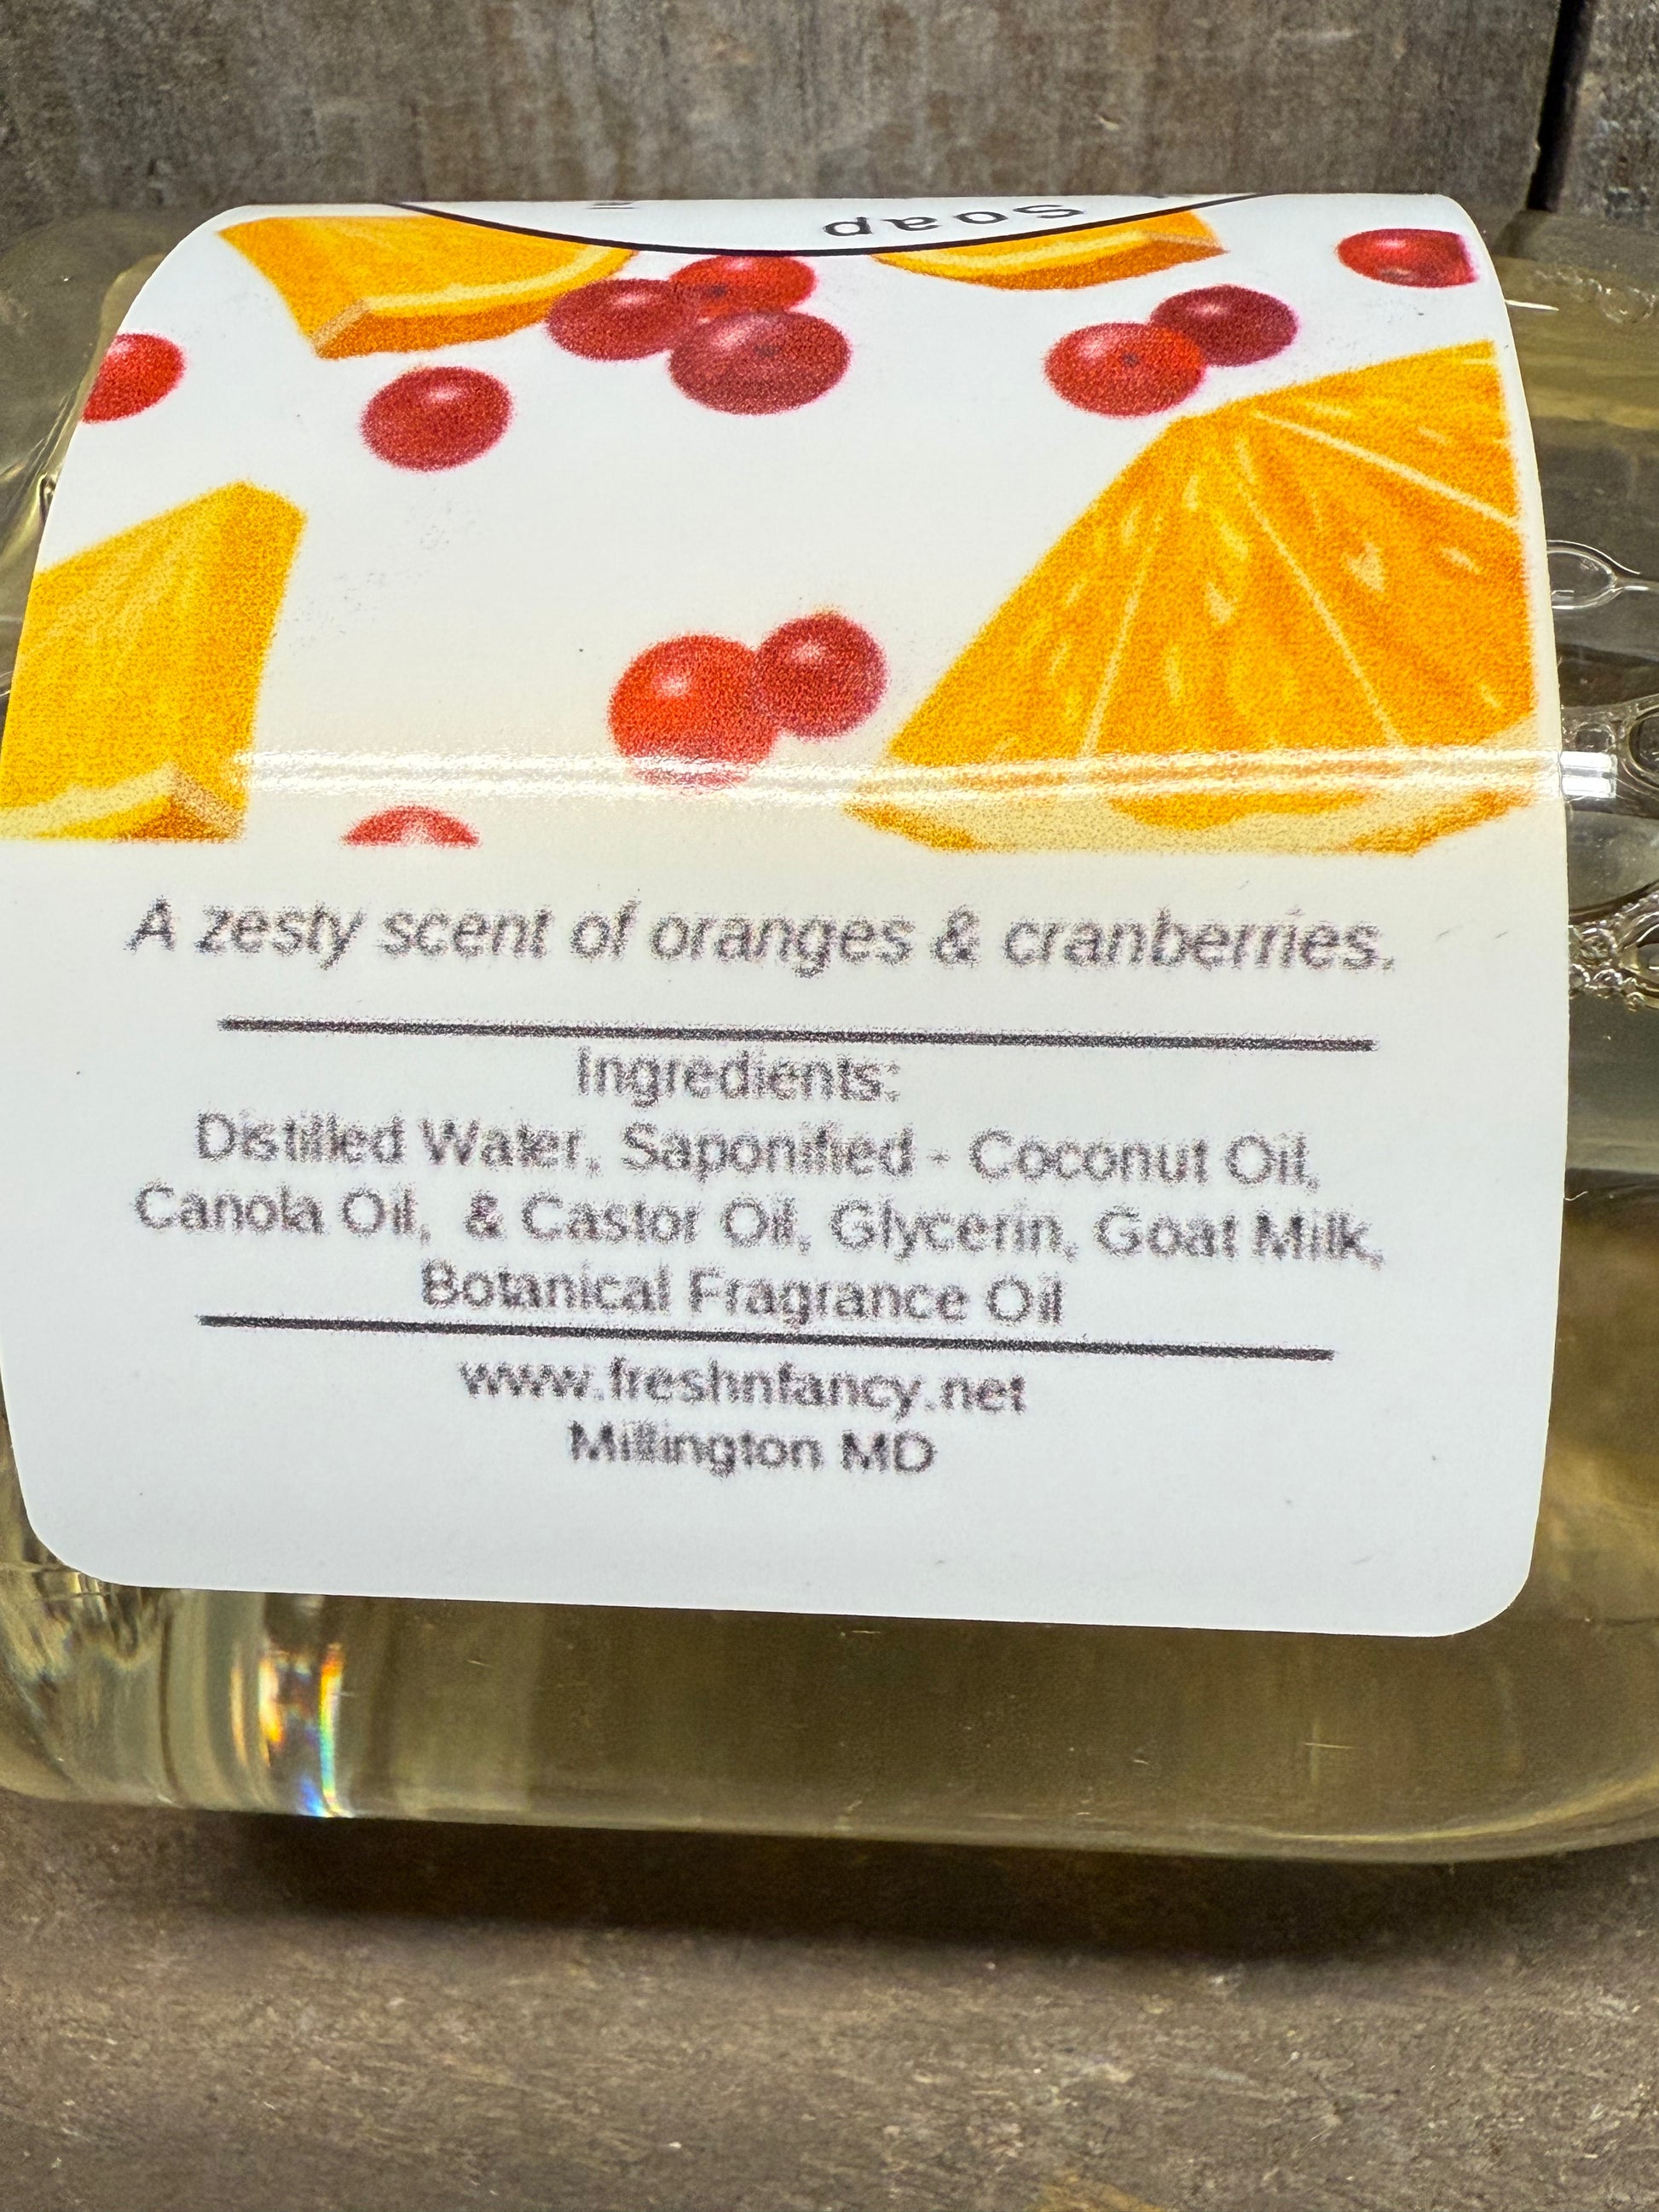 Soap
A zesty scent of oranges & cranberries.
Ingredients:
Distilled Water, Saponified - Coconut Oil,
Canola Oil, & Castor Oil, Glycerin, Goat Milk,
Botanical Fragrance Oil
www.freshnfancy.net
Millington MD